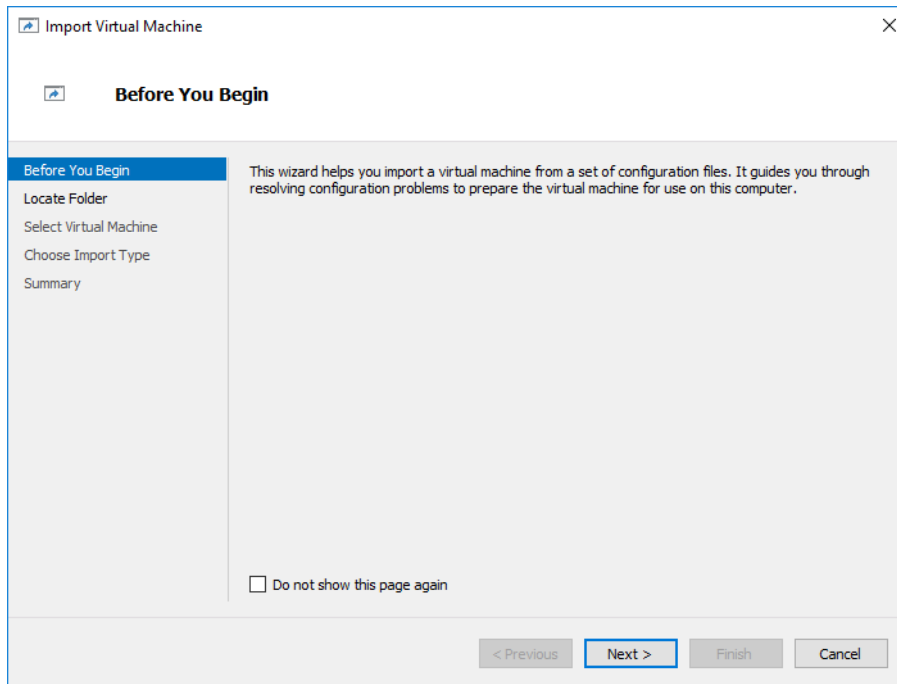 Import Virtual Machine
Before You Begin
Before You Begin
Locate Folder
Select Virtual Machine
Choose Import Type
Summary
This wizard helps you import a virtual machine from a set of configuration files. It guides you through
resolving configuration problems to prepare the virtual machine for use on this computer.
Do not show this page again
< Previous
Next >
Finish
Cancel